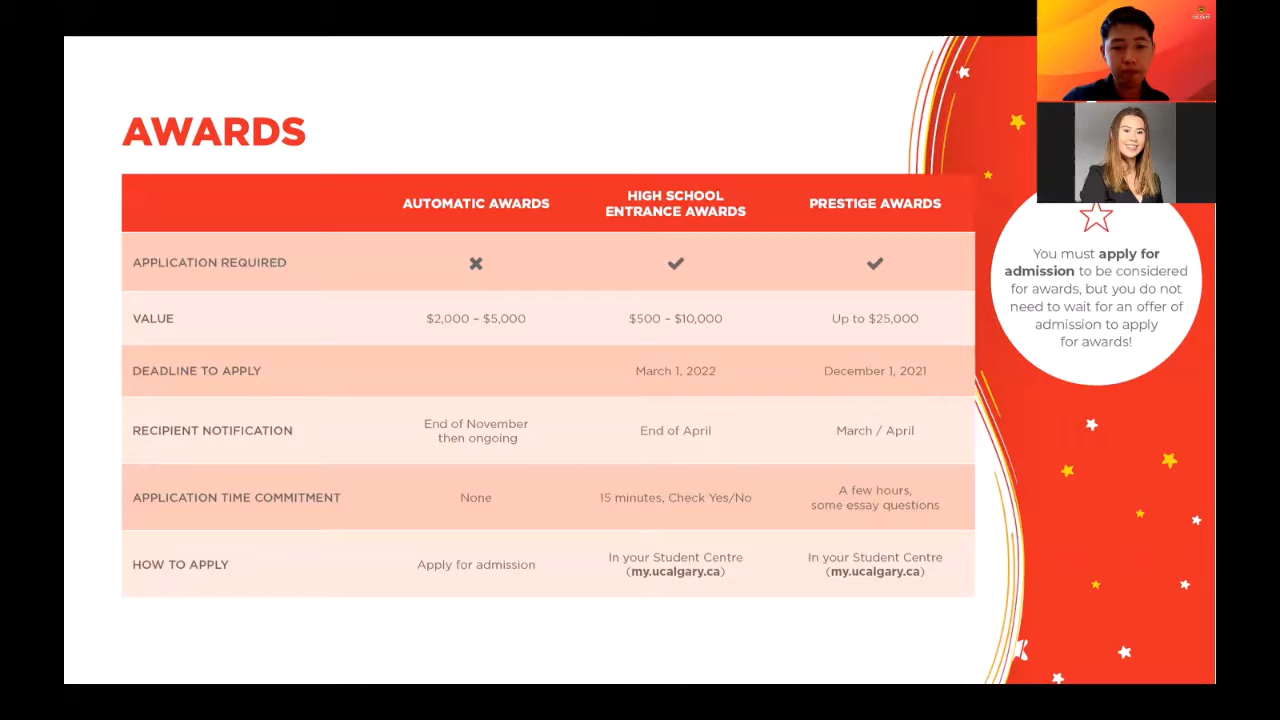 AWARDS
AUTOMATIC AWARDS
HIGH SCHOOL
ENTRANCE AWARDS
PRESTIGE AWARDS
APPLICATION REQUIRED
VALUE
$2,000 – $5,000
$500 – $10,000
Up to $25,000
DEADLINE TO APPLY
March 1, 2022
December 1, 2021
RECIPIENT NOTIFICATION
End of November
then ongoing
End of April
March / April
APPLICATION TIME COMMITMENT
None
15 minutes, Check Yes/No
A few hours,
some essay questions
HOW TO APPLY
Apply for admission
In your Student Centre
(my.ucalgary.ca)
In your Student Centre
(my.ucalgary.ca)
You must apply for
admission to be considered
for awards, but you do not
need to wait for an offer of
admission to apply
for awards!